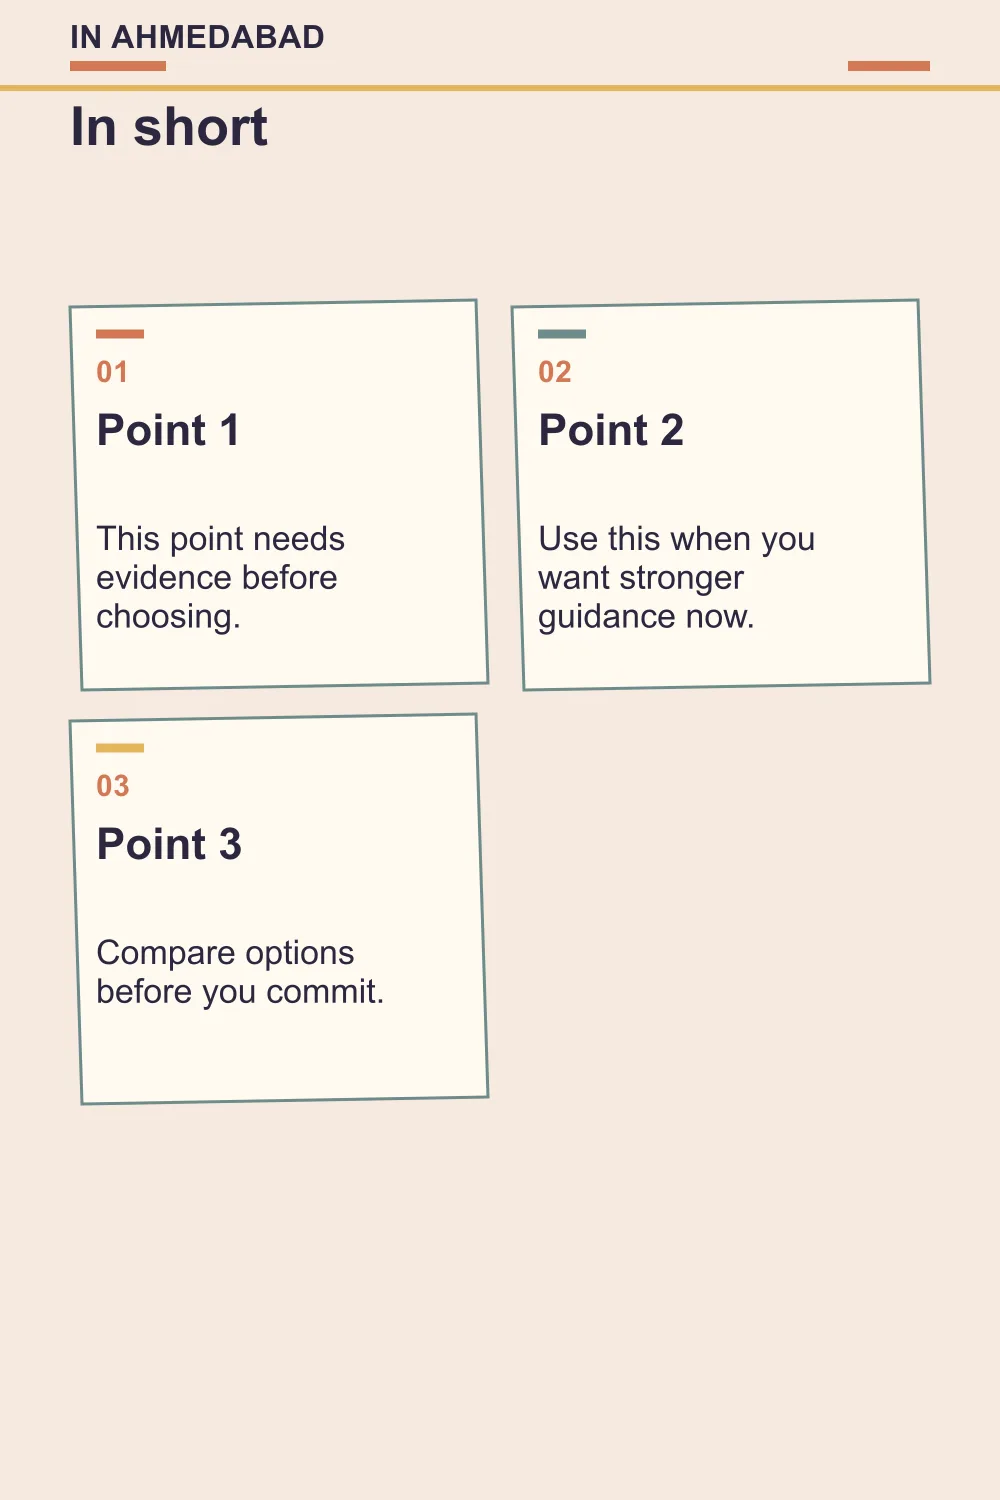 IN AHMEDABAD
In short
01
Point 1
This point needs
evidence before
choosing.
02
Point 2
Use this when you
want stronger
guidance now.
03
Point 3
Compare options
before you commit.